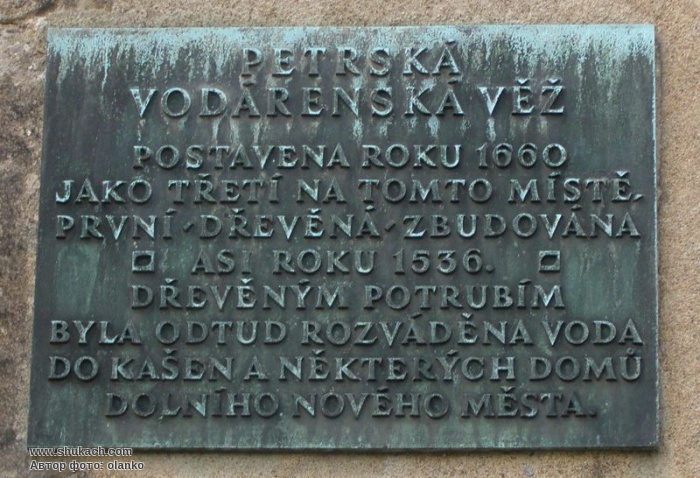 PETRSKÁ
VODÁRENSKÁ VĚŽ
POSTAVENA ROKU 1660
JAKO TŘETÍ NA TOMTO MÍSTĚ.
PRVNÍ-DŘEVĚNÁ-ZBUDOVÁNA
ASI ROKU 1536.
DŘEVĚNÝM POTRUBÍM
BYLA ODTUD ROZVÁDĚNA VODA
DO KAŠEN A NĚKTERÝCH DOMŮ
DOLNÍHO NOVÉHO MĚSTA.
www.shukach.com
Автор фото: olanko